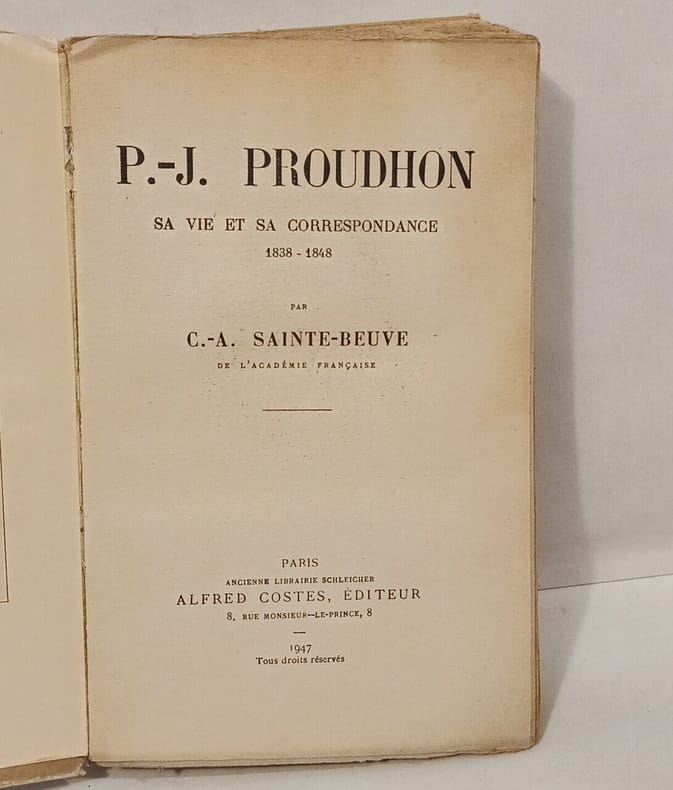 P.-J. PROUDHON
SA VIE ET SA CORRESPONDANCE
1838 - 1848
PAR
C.-A. SAINTE-BEUVE
DE L'ACADÉMIE FRANÇAISE
PARIS
ANCIENNE LIBRAIRIE SCHLEICHER
ALFRED COSTES, ÉDITEUR
8, RUE MONSIEUR--LE-PRINCE, 8
1947
Tous droits réservés